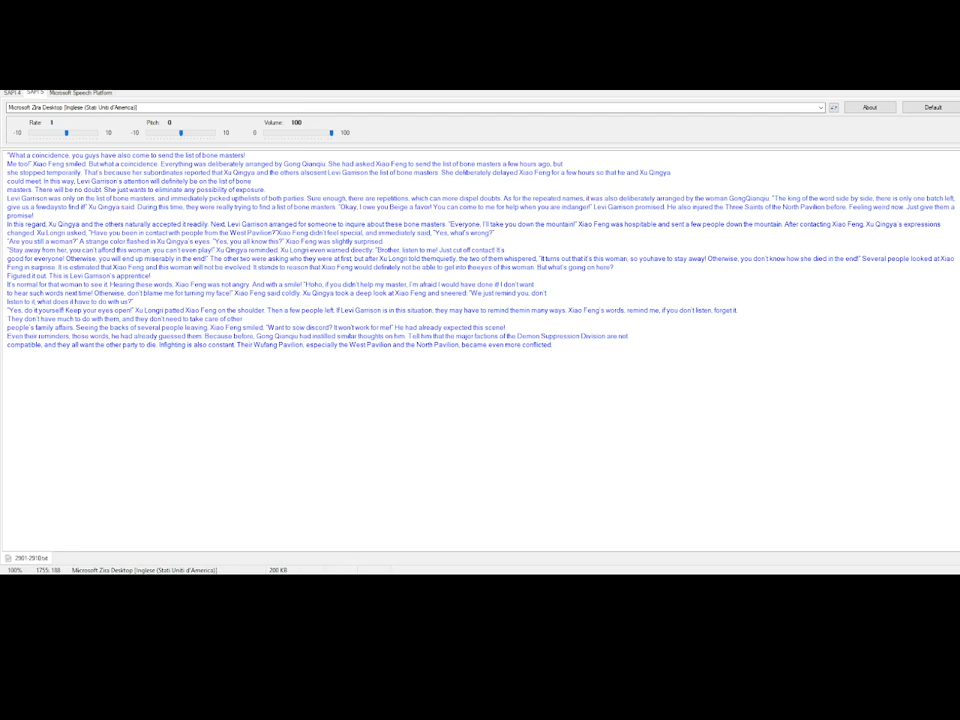 SAPI 4 SAPI 5 Microsoft Speech Platform
Microsoft Zira Desktop [Inglese (Stati Uniti d'America)] About Default
Rate: 1 Pitch: 0 Volume: 100
-10 10 -10 10 0 100
"What a coincidence, you guys have also come to send the list of bone masters!
Me too!" Xiao Feng smiled. But what a coincidence. Everything was deliberately arranged by Gong Qianqiu. She had asked Xiao Feng to send the list of bone masters a few hours ago, but
she stopped temporarily. That's because her subordinates reported that Xu Qingya and the others alsosent Levi Garrison the list of bone masters. She deliberately delayed Xiao Feng for a few hours so that he and Xu Qingya
could meet. In this way, Levi Garrison's attention will definitely be on the list of bone
masters. There will be no doubt. She just wants to eliminate any possibility of exposure.
Levi Garrison was only on the list of bone masters, and immediately picked upthelists of both parties. Sure enough, there are repetitions, which can more dispel doubts. As for the repeated names, it was also deliberately arranged by the woman GongQianqiu. "The king of the word side by side, there is only one batch left,
give us a fewdaysto find it!" Xu Qingya said. During this time, they were really trying to find a list of bone masters. "Okay, I owe you Beige a favor! You can come to me for help when you are indanger!" Levi Garrison promised. He also injured the Three Saints of the North Pavilion before. Feeling weird now. Just give them a
promise!
In this regard, Xu Qingya and the others naturally accepted it readily. Next, Levi Garrison arranged for someone to inquire about these bone masters. "Everyone, I'll take you down the mountain!" Xiao Feng was hospitable and sent a few people down the mountain. After contacting Xiao Feng, Xu Qingya's expressions
changed. Xu Longri asked: "Have you been in contact with people from the West Pavilion?"Xiao Feng didn't feel special, and immediately said, "Yes, what's wrong?"
"Are you still a woman?" A strange color flashed in Xu Qingya's eyes. "Yes, you all know this?" Xiao Feng was slightly surprised.
"Stay away from her, you can't afford this woman, you can't even play!" Xu Qingya reminded. Xu Longri even warned directly: "Brother, listen to me! Just cut off contact! It's
good for everyone! Otherwise, you will end up miserably in the end!" The other two were asking who they were at first, but after Xu Longri told themquietly, the two of them whispered, "It turns out that it's this woman, so youhave to stay away! Otherwise, you don't know how she died in the end!" Several people looked at Xiao
Feng in surprise. It is estimated that Xiao Feng and this woman will not be involved. It stands to reason that Xiao Feng would definitely not be able to get into theeyes of this woman. But what's going on here?
Figured it out. This is Levi Garrison's apprentice!
It's normal for that woman to see it. Hearing these words, Xiao Feng was not angry. And with a smile! "Hoho, if you didn't help my master, I'm afraid I would have done it! I don't want
to hear such words next time! Otherwise, don't blame me for turning my face!" Xiao Feng said coldly. Xu Qingya took a deep look at Xiao Feng and sneered: "We just remind you, don't
listen to it, what does it have to do with us?"
"Yes, do it yourself! Keep your eyes open!" Xu Longri patted Xiao Feng on the shoulder. Then a few people left. If Levi Garrison is in this situation, they may have to remind themin many ways. Xiao Feng's words, remind me, if you don't listen, forget it.
They don't have much to do with them, and they don't need to take care of other
people's family affairs. Seeing the backs of several people leaving, Xiao Feng smiled. "Want to sow discord? It won't work for me!" He had already expected this scene!
Even their reminders, those words, he had already guessed them. Because before, Gong Qianqiu had instilled similar thoughts on him. Tell him that the major factions of the Demon Suppression Division are not
compatible, and they all want the other party to die. Infighting is also constant. Their Wufang Pavilion, especially the West Pavilion and the North Pavilion, became even more conflicted.
2901-2910.txt
100% 1755; 188 Microsoft Zira Desktop [Inglese (Stati Uniti d'America)] 200 KB